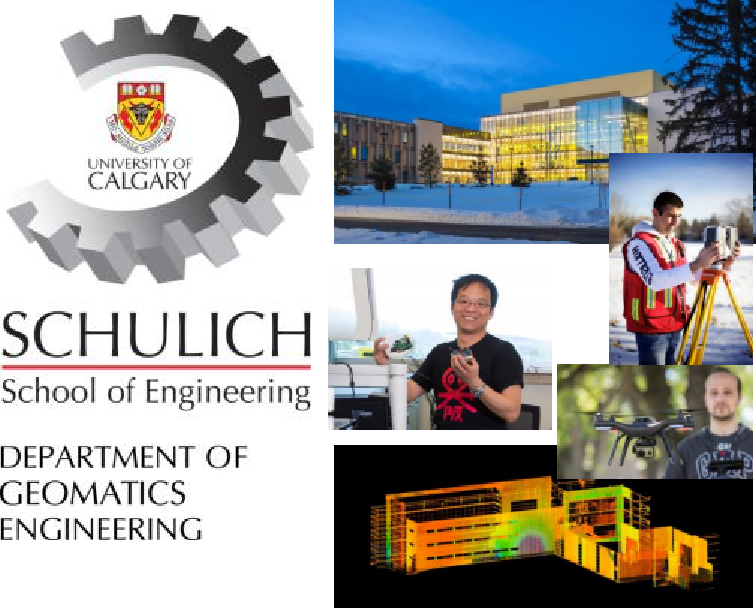 UNIVERSITY OF
CALGARY
SCHULICH
School of Engineering
DEPARTMENT OF
GEOMATICS
ENGINEERING